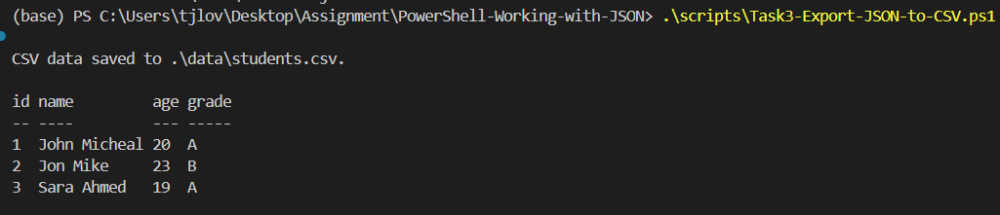 (base) PS C:\Users\tjlov\Desktop\Assignment\PowerShell-Working-with-JSON> .\scripts\Task3-Export-JSON-to-CSV.ps1
CSV data saved to .\data\students.csv.
id name         age grade
-- ----         --- -----
1  John Micheal 20  A
2  Jon Mike     23  B
3  Sara Ahmed   19  A